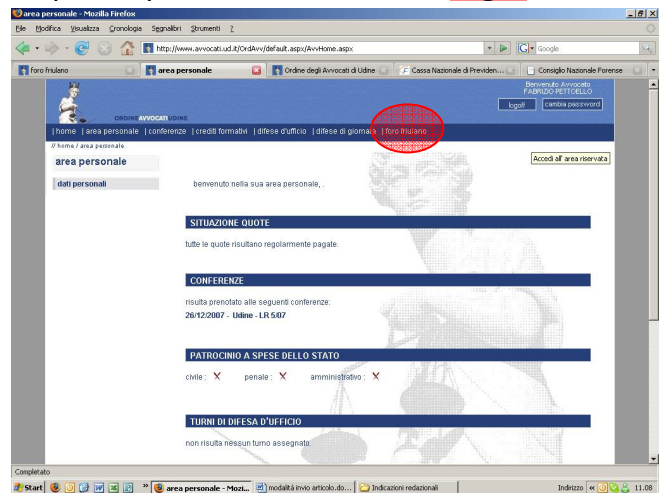 area personale - Mozilla Firefox
File Modifica Visualizza Cronologia Segnalibri Strumenti ?
http://www.avvocati.ud.it/OrdAvv/default.aspx/AvvHome.aspx
Google
foro friulano
area personale
Ordine degli Avvocati di Udine
Cassa Nazionale di Previden...
Consiglio Nazionale Forense
Benvenuto Avvocato
FABRIZIO PETTOELLO
logoff
cambia password
ORDINEAVVOCATIUDINE
| home | area personale | conferenze | crediti formativi | difese d'ufficio | difese di giornata | foro friulano
// home / area personale
area personale
Accedi all' area riservata
dati personali
benvenuto nella sua area personale, .
SITUAZIONE QUOTE
tutte le quote risultano regolarmente pagate.
CONFERENZE
risulta prenotato alle seguenti conferenze:
26/12/2007 - Udine - LR 5/07
PATROCINIO A SPESE DELLO STATO
civile : X penale : X amministrativo : X
TURNI DI DIFESA D'UFFICIO
non risulta nessun turno assegnato.
Completato
Start
»
area personale - Mozi...
modalità invio articolo.do...
Indicazioni redazionali
Indirizzo
«
11.08